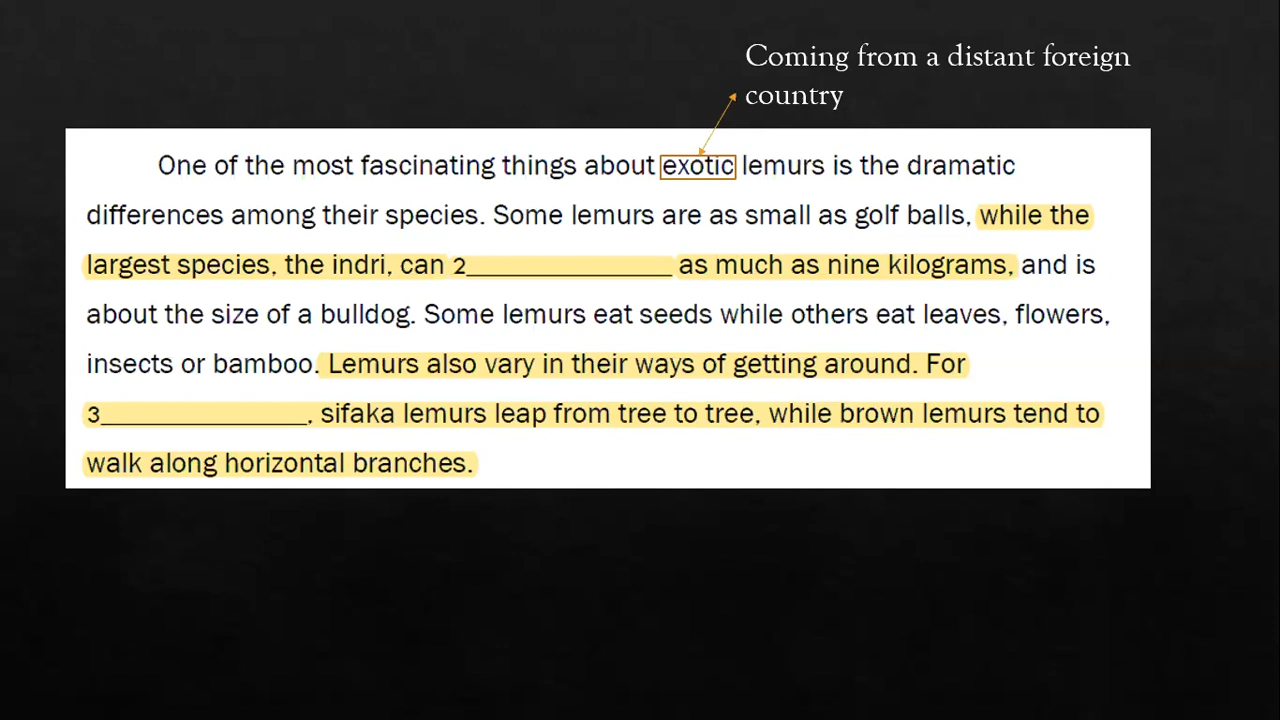 Coming from a distant foreign
country
One of the most fascinating things about exotic lemurs is the dramatic
differences among their species. Some lemurs are as small as golf balls, while the
largest species, the indri, can 2________________ as much as nine kilograms, and is
about the size of a bulldog. Some lemurs eat seeds while others eat leaves, flowers,
insects or bamboo. Lemurs also vary in their ways of getting around. For
3________________, sifaka lemurs leap from tree to tree, while brown lemurs tend to
walk along horizontal branches.